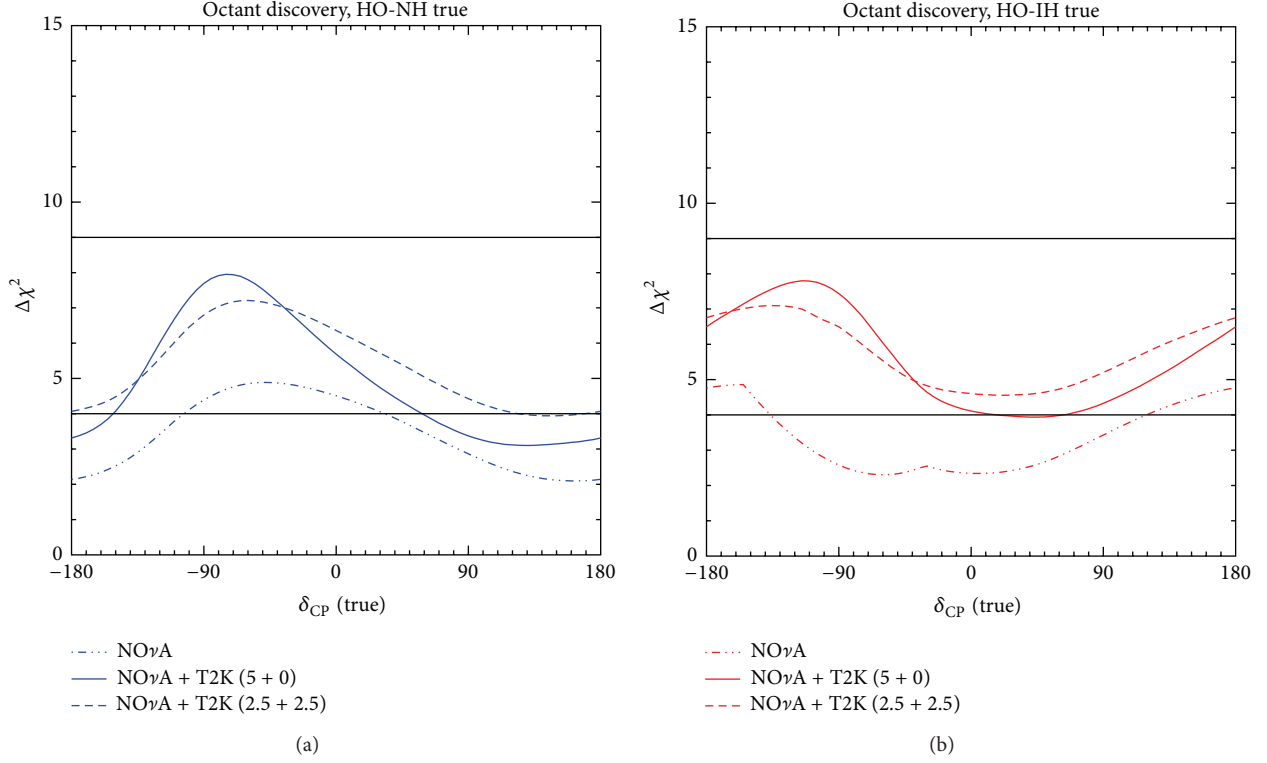 Octant discovery, HO-NH true
15
10
5
0
Δχ²
−180
−90
0
90
180
δCP (true)
NOνA
NOνA + T2K (5 + 0)
NOνA + T2K (2.5 + 2.5)
(a)
Octant discovery, HO-IH true
15
10
5
0
Δχ²
−180
−90
0
90
180
δCP (true)
NOνA
NOνA + T2K (5 + 0)
NOνA + T2K (2.5 + 2.5)
(b)